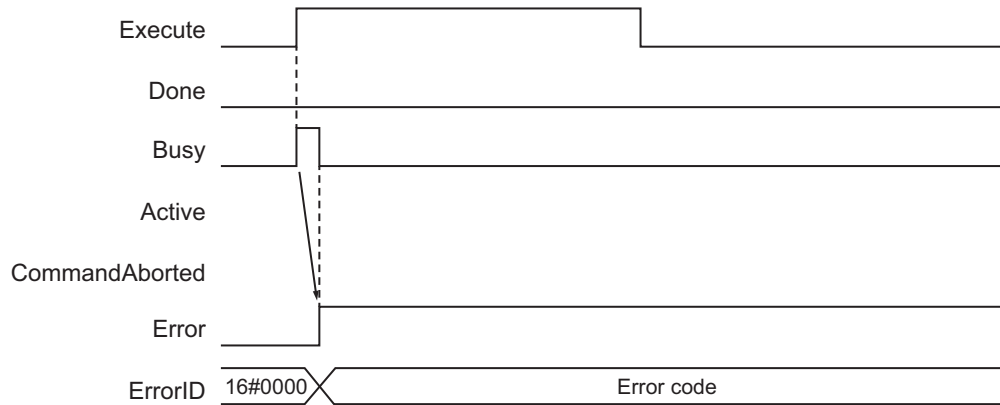 Execute
Done
Busy
Active
CommandAborted
Error
ErrorID 16#0000 Error code